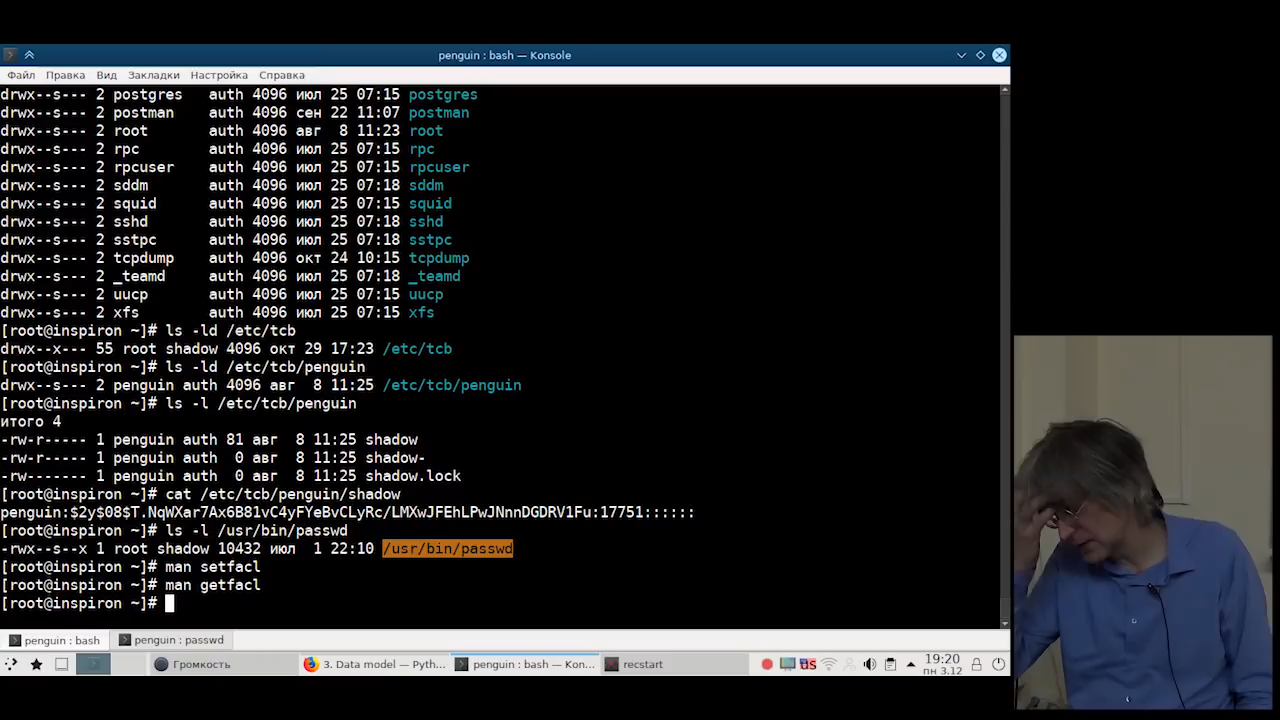 penguin : bash — Konsole
Файл Правка Вид Закладки Настройка Справка
drwx--s--- 2 postgres auth 4096 июл 25 07:15 postgres
drwx--s--- 2 postman auth 4096 сен 22 11:07 postman
drwx--s--- 2 root auth 4096 авг 8 11:23 root
drwx--s--- 2 rpc auth 4096 июл 25 07:15 rpc
drwx--s--- 2 rpcuser auth 4096 июл 25 07:15 rpcuser
drwx--s--- 2 sddm auth 4096 июл 25 07:18 sddm
drwx--s--- 2 squid auth 4096 июл 25 07:15 squid
drwx--s--- 2 sshd auth 4096 июл 25 07:18 sshd
drwx--s--- 2 sstpc auth 4096 июл 25 07:18 sstpc
drwx--s--- 2 tcpdump auth 4096 окт 24 10:15 tcpdump
drwx--s--- 2 _teamd auth 4096 июл 25 07:18 _teamd
drwx--s--- 2 uucp auth 4096 июл 25 07:15 uucp
drwx--s--- 2 xfs auth 4096 июл 25 07:15 xfs
[root@inspiron ~]# ls -ld /etc/tcb
drwx--x--- 55 root shadow 4096 окт 29 17:23 /etc/tcb
[root@inspiron ~]# ls -ld /etc/tcb/penguin
drwx--s--- 2 penguin auth 4096 авг 8 11:25 /etc/tcb/penguin
[root@inspiron ~]# ls -l /etc/tcb/penguin
итого 4
-rw-r----- 1 penguin auth 81 авг 8 11:25 shadow
-rw-r----- 1 penguin auth 0 авг 8 11:25 shadow-
-rw------- 1 penguin auth 0 авг 8 11:25 shadow.lock
[root@inspiron ~]# cat /etc/tcb/penguin/shadow
penguin:$2y$08$T.NqWXar7Ax6B81vC4yFYeBvCLyRc/LMXwJFEhLPwJNnnDGDRV1Fu:17751::::::
[root@inspiron ~]# ls -l /usr/bin/passwd
-rwx--s--x 1 root shadow 10432 июл 1 22:10 /usr/bin/passwd
[root@inspiron ~]# man setfacl
[root@inspiron ~]# man getfacl
[root@inspiron ~]#
penguin : bash penguin : passwd
Громкость 3. Data model — Pyth... penguin : bash — Kon... recstart US 19:20
пн 3.12